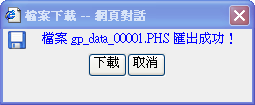 檔案下載 -- 網頁對話
檔案 gp_data_00001.PHS 匯出成功！
下載 取消